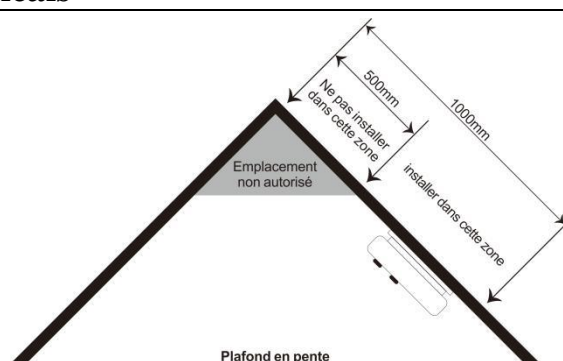 500mm
1000mm
Ne pas installer
dans cette zone
installer dans cette zone
Emplacement
non autorisé
Plafond en pente